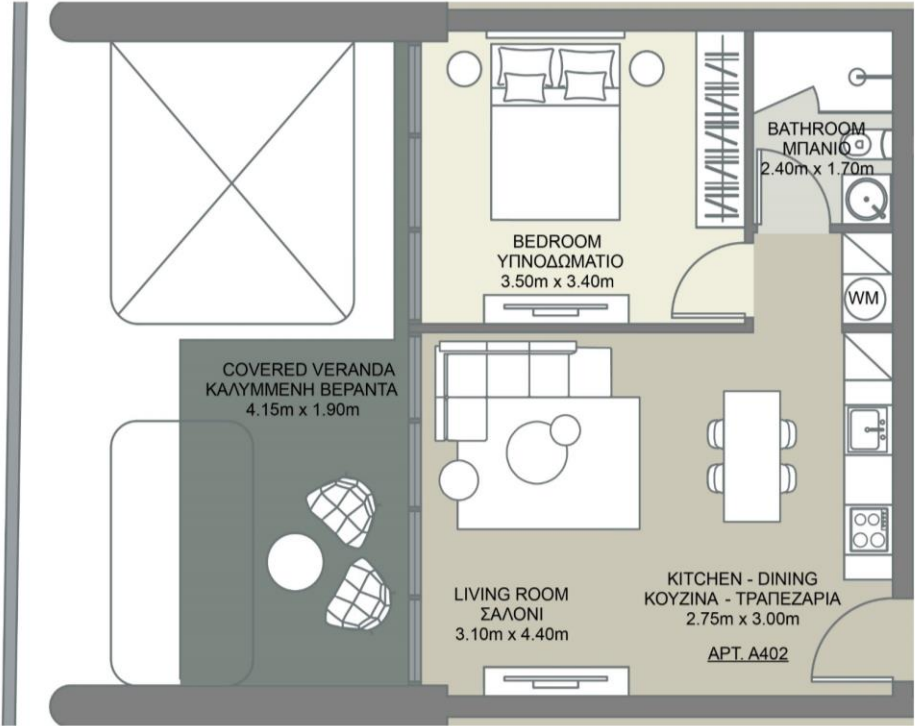 BATHROOM
ΜΠΑΝΙΟ
2.40m x 1.70m
BEDROOM
ΥΠΝΟΔΩΜΑΤΙΟ
3.50m x 3.40m
WM
COVERED VERANDA
ΚΑΛΥΜΜΕΝΗ ΒΕΡΑΝΤΑ
4.15m x 1.90m
LIVING ROOM
ΣΑΛΟΝΙ
3.10m x 4.40m
KITCHEN - DINING
ΚΟΥΖΙΝΑ - ΤΡΑΠΕΖΑΡΙΑ
2.75m x 3.00m
APT. A402